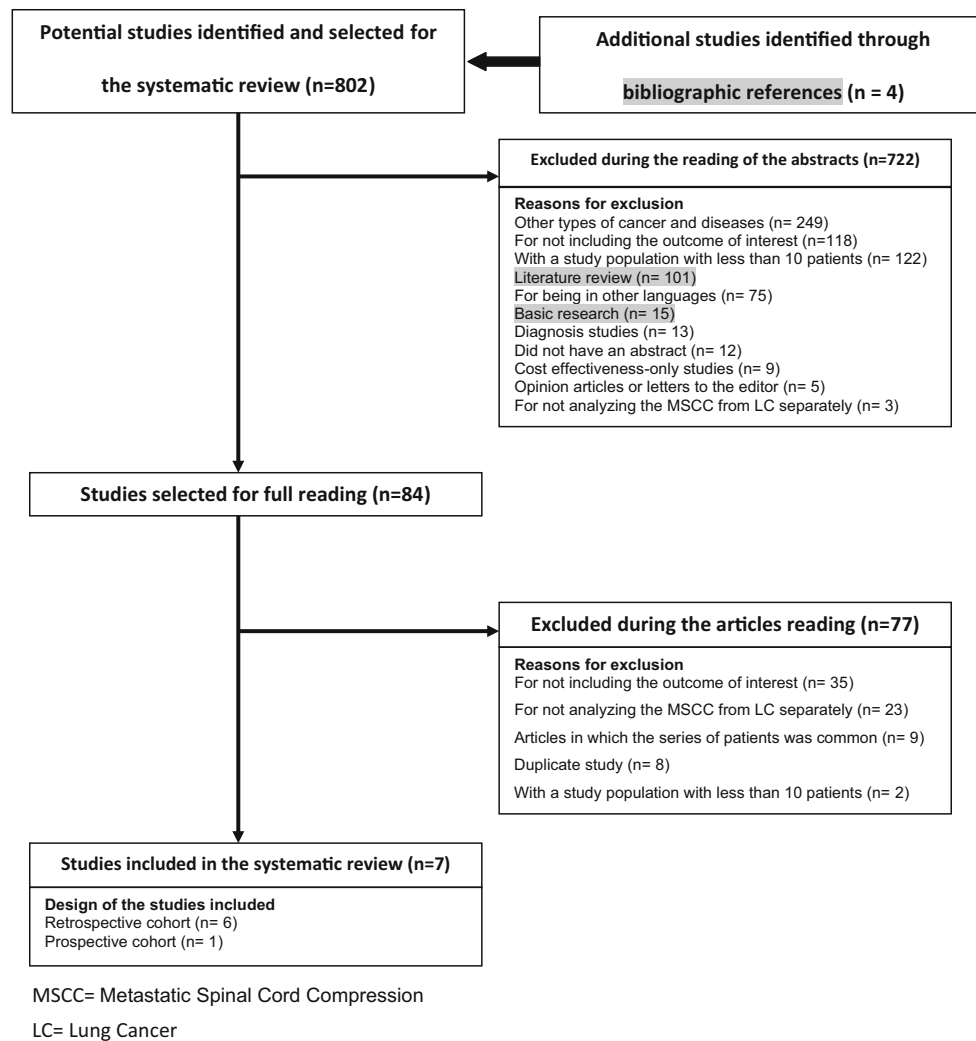 Potential studies identified and selected for
the systematic review (n=802)
Additional studies identified through
bibliographic references (n = 4)
Excluded during the reading of the abstracts (n=722)
Reasons for exclusion
Other types of cancer and diseases (n= 249)
For not including the outcome of interest (n=118)
With a study population with less than 10 patients (n= 122)
Literature review (n= 101)
For being in other languages (n= 75)
Basic research (n= 15)
Diagnosis studies (n= 13)
Did not have an abstract (n= 12)
Cost effectiveness-only studies (n= 9)
Opinion articles or letters to the editor (n= 5)
For not analyzing the MSCC from LC separately (n= 3)
Studies selected for full reading (n=84)
Excluded during the articles reading (n=77)
Reasons for exclusion
For not including the outcome of interest (n= 35)
For not analyzing the MSCC from LC separately (n= 23)
Articles in which the series of patients was common (n= 9)
Duplicate study (n= 8)
With a study population with less than 10 patients (n= 2)
Studies included in the systematic review (n=7)
Design of the studies included
Retrospective cohort (n= 6)
Prospective cohort (n= 1)
MSCC= Metastatic Spinal Cord Compression
LC= Lung Cancer